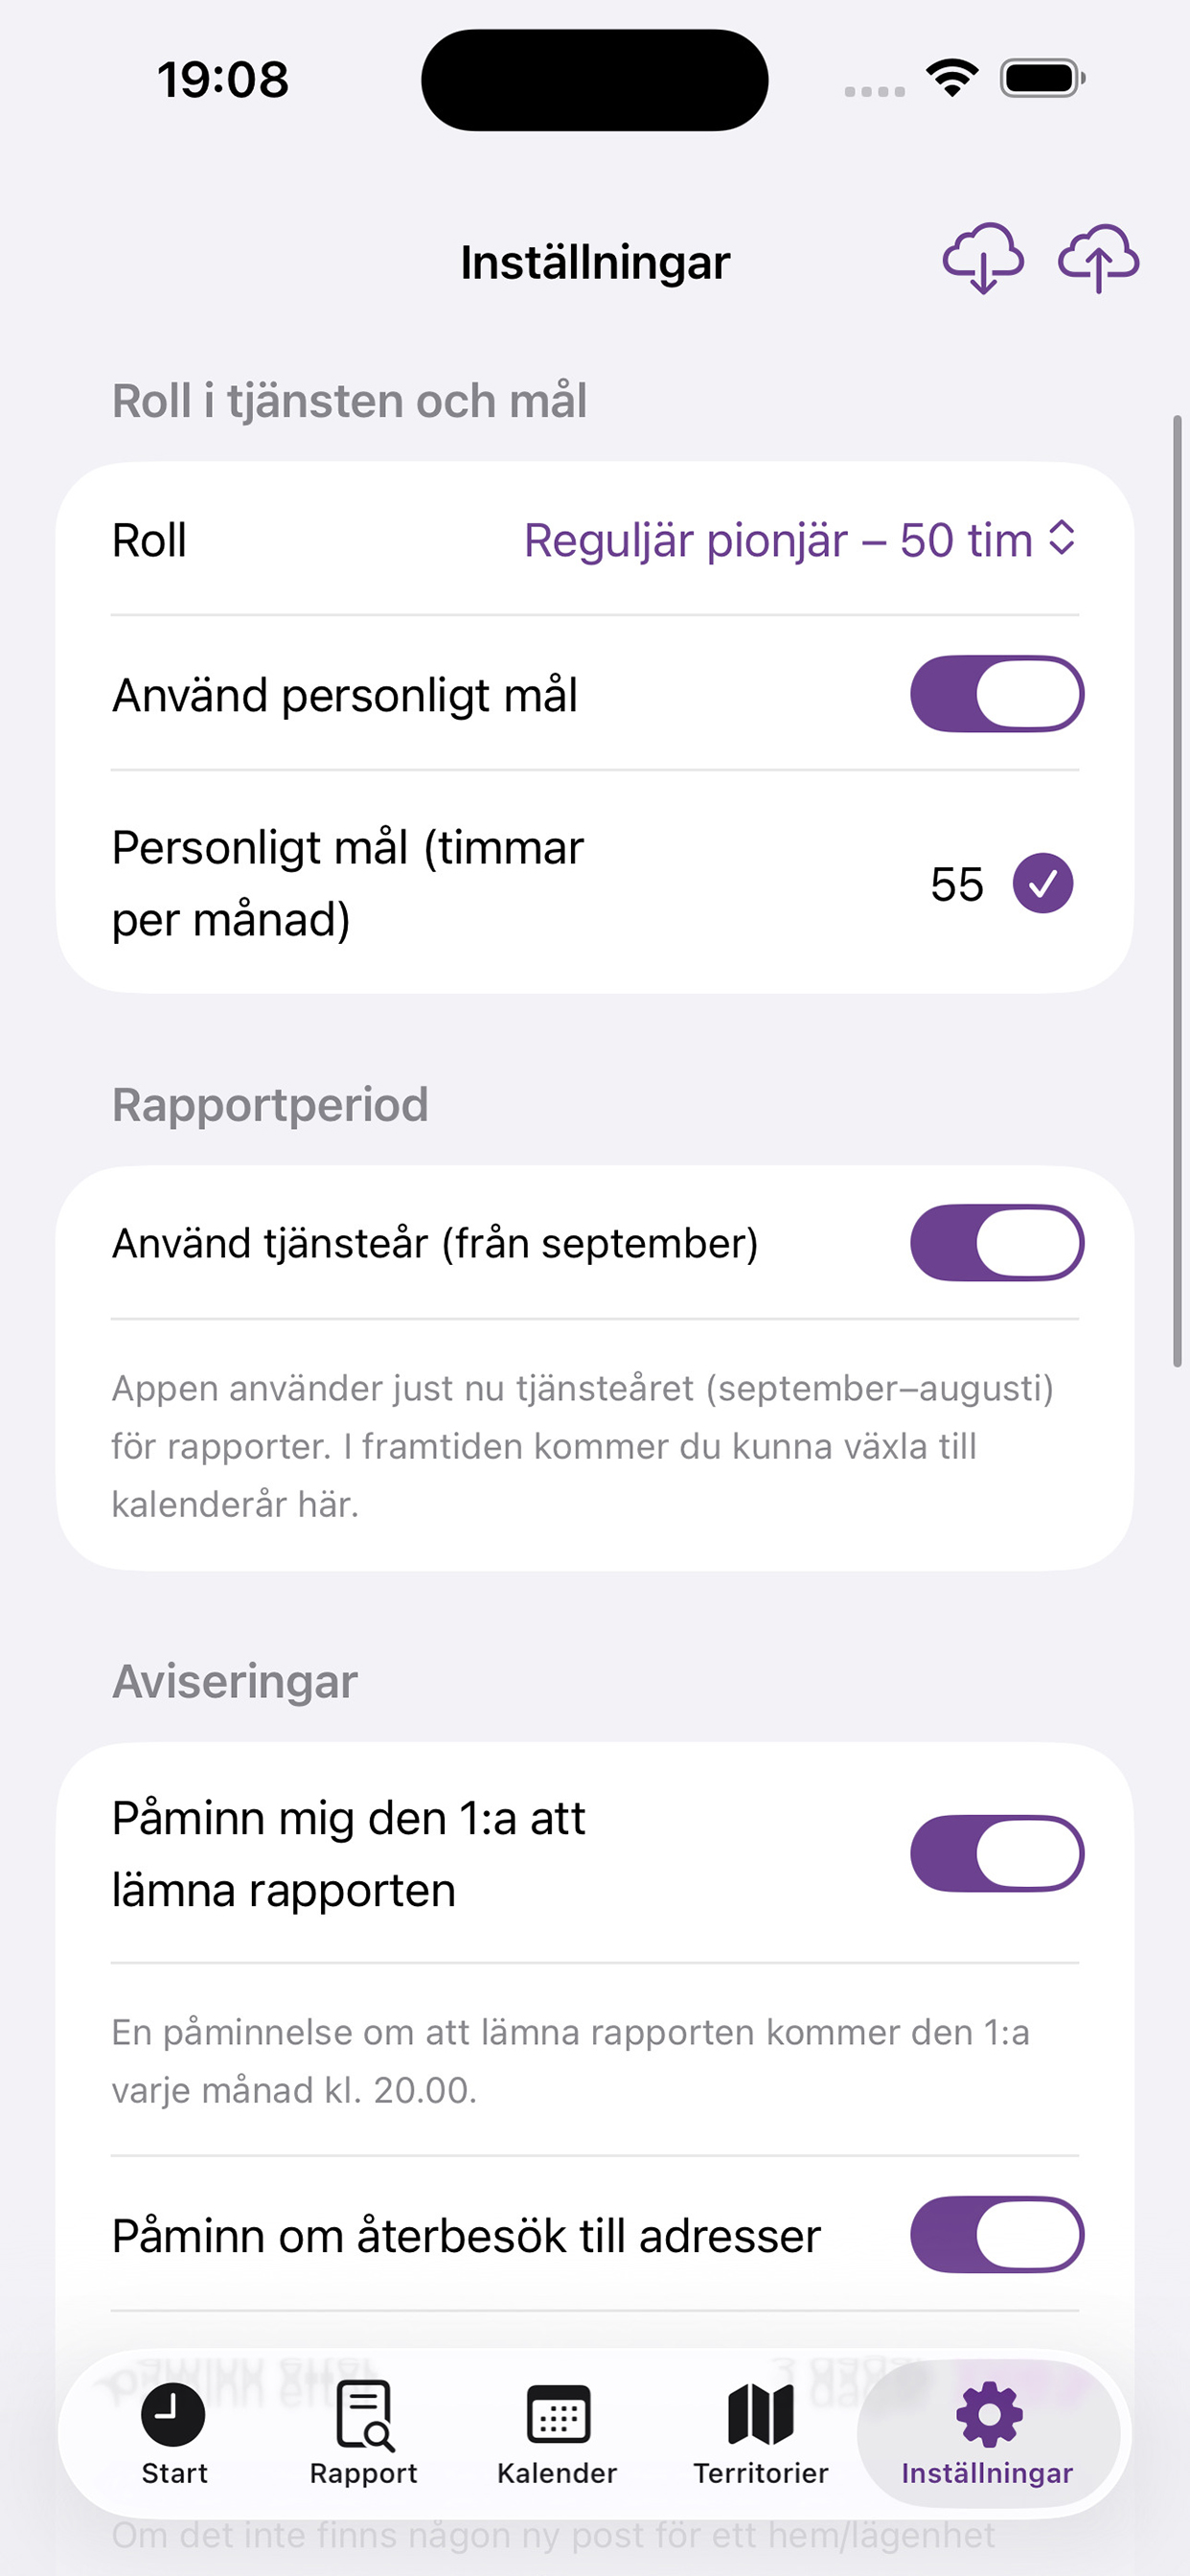 19:08
Inställningar
Roll i tjänsten och mål
Roll
Reguljär pionjär – 50 tim
Använd personligt mål
Personligt mål (timmar
per månad)
55
Rapportperiod
Använd tjänsteår (från september)
Appen använder just nu tjänsteåret (september–augusti)
för rapporter. I framtiden kommer du kunna växla till
kalenderår här.
Aviseringar
Påminn mig den 1:a att
lämna rapporten
En påminnelse om att lämna rapporten kommer den 1:a
varje månad kl. 20.00.
Påminn om återbesök till adresser
Start
Rapport
Kalender
Territorier
Inställningar
Om det inte finns någon ny post för ett hem/lägenhet